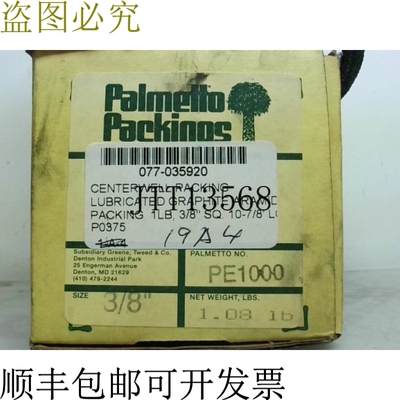 盗图必究
Palmetto
Packings
077-035920
CENTERWELL PACKING
LUBRICATED GRAPHITE ARAMID
JTT13568
PACKING 1LB, 3/8" SQ. 10-7/8" LG
P0375
19A4
Subsidiary Greene, Tweed & Co.
Denton Industrial Park
25 Engerman Avenue
Denton, MD 21629
(410) 479-2244
PALMETTO NO.
PE1000
SIZE
3/8"
NET WEIGHT, LBS.
1.08 lb
顺丰包邮可开发票